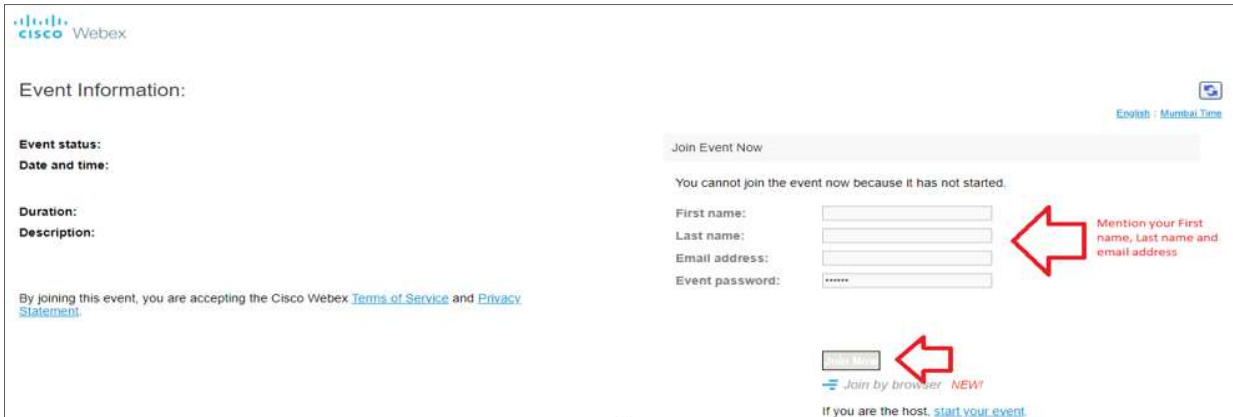 CISCO Webex
Event Information:
English : Mumbai Time
Event status:
Date and time:
Duration:
Description:
By joining this event, you are accepting the Cisco Webex Terms of Service and Privacy
Statement.
Join Event Now
You cannot join the event now because it has not started.
First name:
Last name:
Email address:
Event password: ••••••
Mention your First
name, Last name and
email address
Join Now
Join by browser NEW!
If you are the host, start your event.